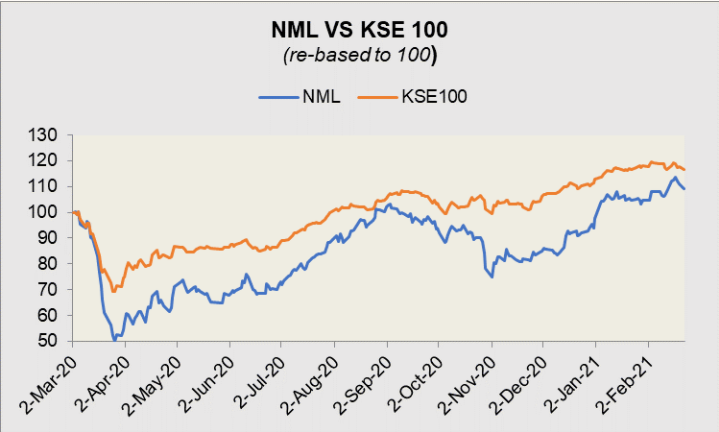 NML VS KSE 100
(re-based to 100)
NML KSE100
130
120
110
100
90
80
70
60
50
2-Mar-20
2-Apr-20
2-May-20
2-Jun-20
2-Jul-20
2-Aug-20
2-Sep-20
2-Oct-20
2-Nov-20
2-Dec-20
2-Jan-21
2-Feb-21